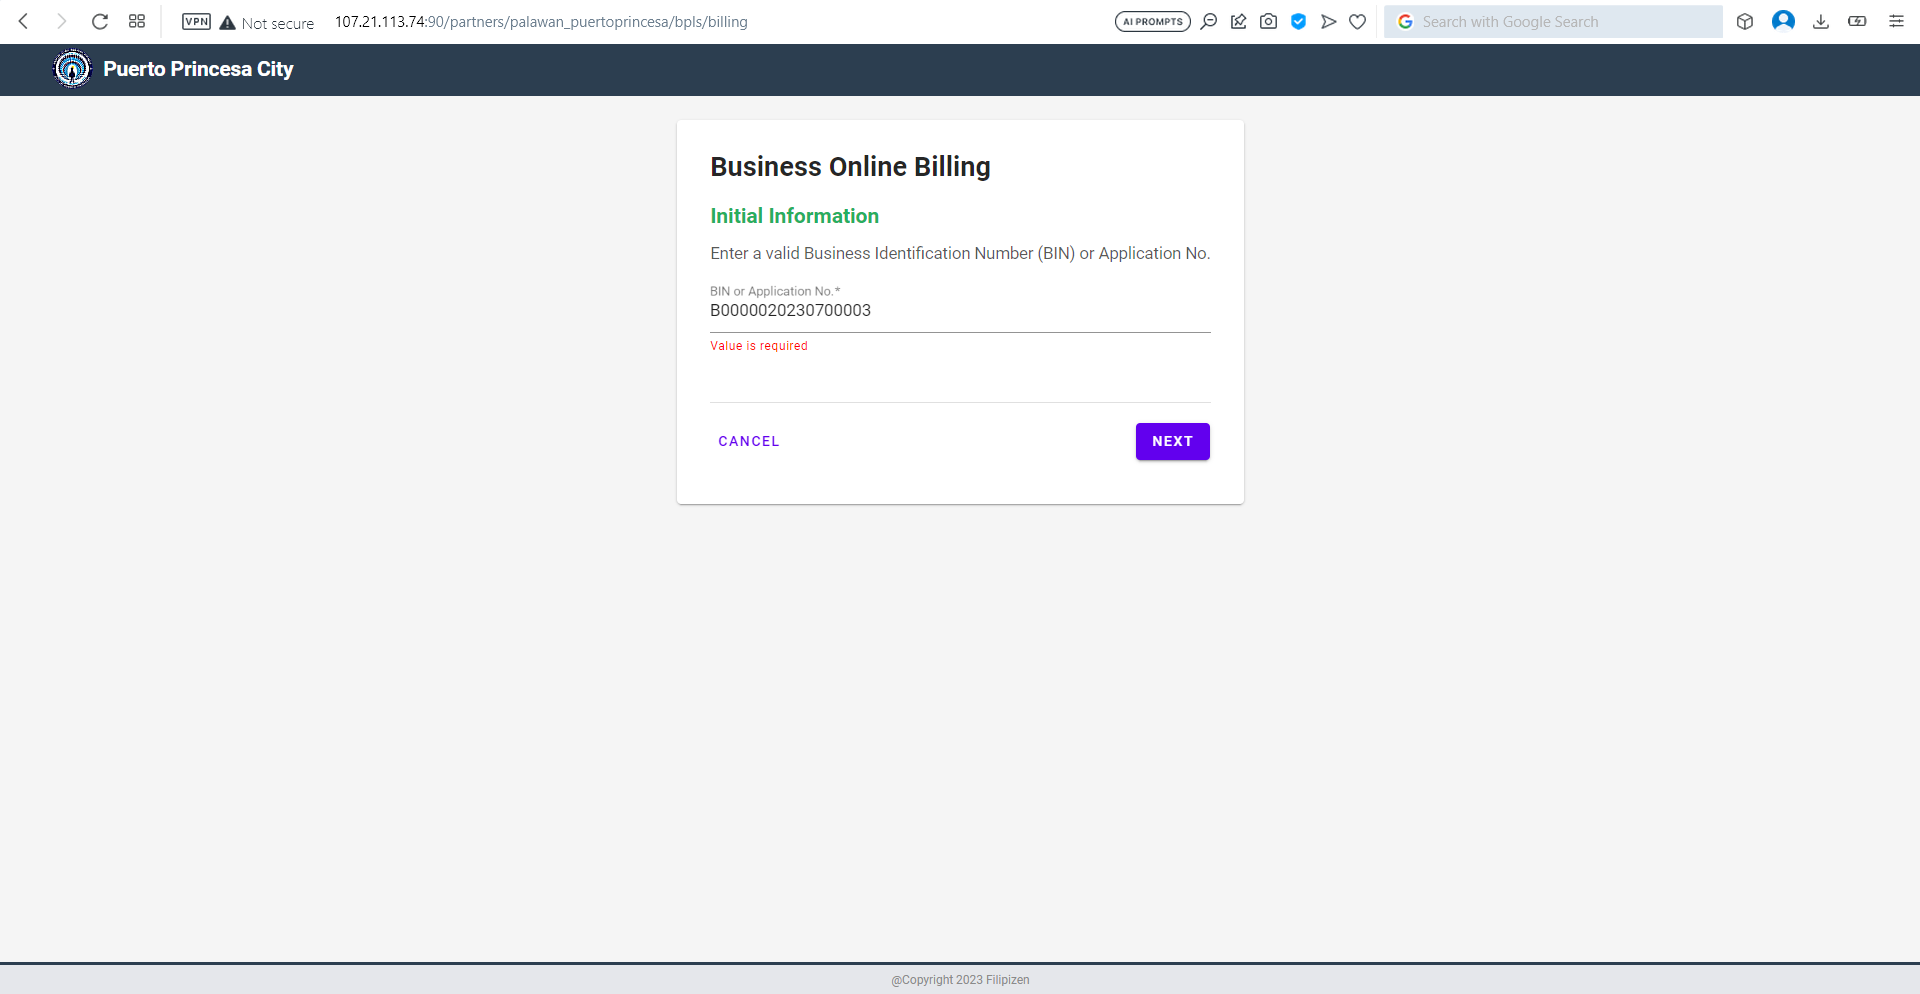 VPN
Not secure
107.21.113.74:90/partners/palawan_puertoprincesa/bpls/billing
AI PROMPTS
Search with Google Search
Puerto Princesa City
Business Online Billing
Initial Information
Enter a valid Business Identification Number (BIN) or Application No.
BIN or Application No.*
B0000020230700003
Value is required
CANCEL
NEXT
@Copyright 2023 Filipizen